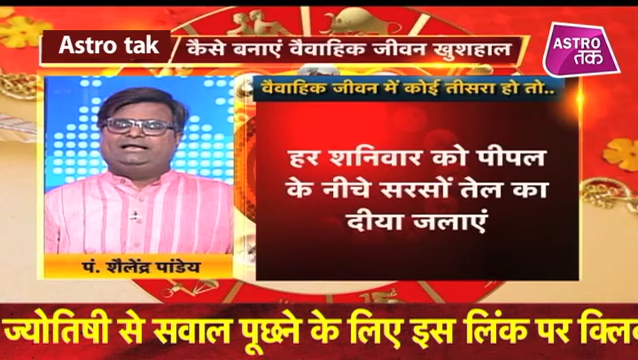 Astro tak
कैसे बनाएं वैवाहिक जीवन खुशहाल
ASTRO
तक
वैवाहिक जीवन में कोई तीसरा हो तो..
हर शनिवार को पीपल
के नीचे सरसों तेल का
दीया जलाएं
पं. शैलेंद्र पांडेय
ज्योतिषी से सवाल पूछने के लिए इस लिंक पर क्लि